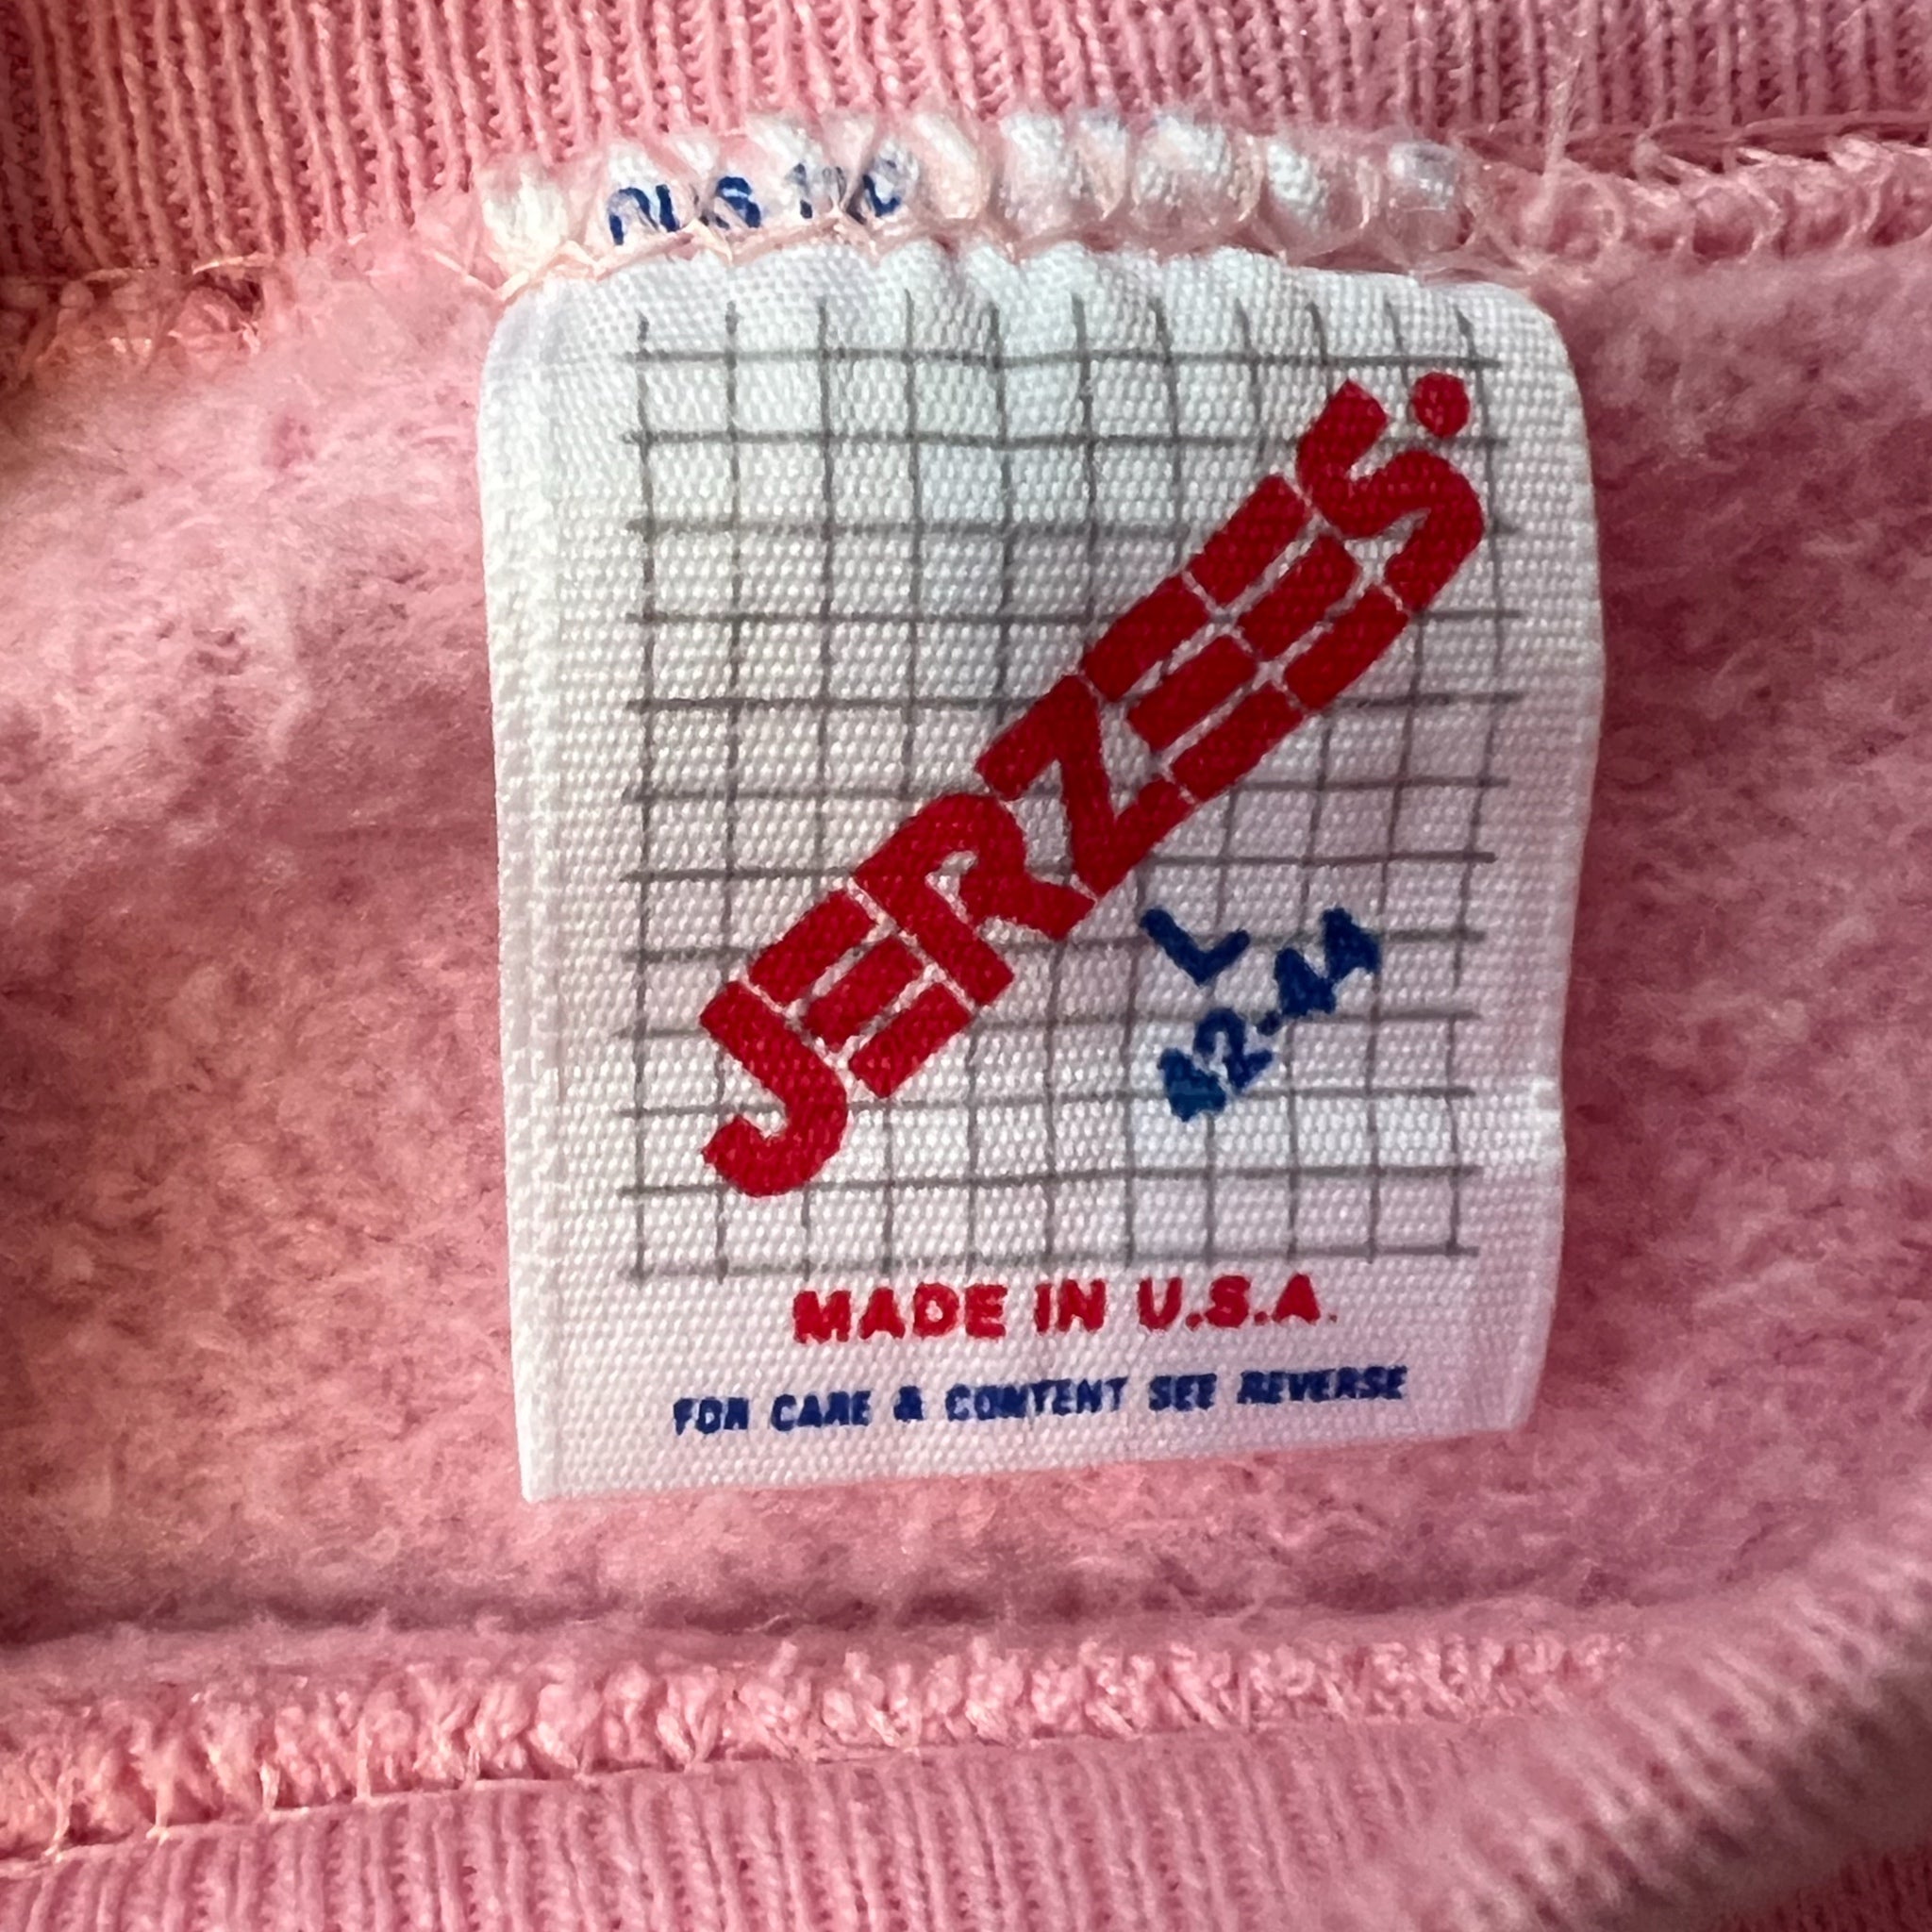 JERZEES.
L
42-44
MADE IN U.S.A.
FOR CARE & CONTENT SEE REVERSE